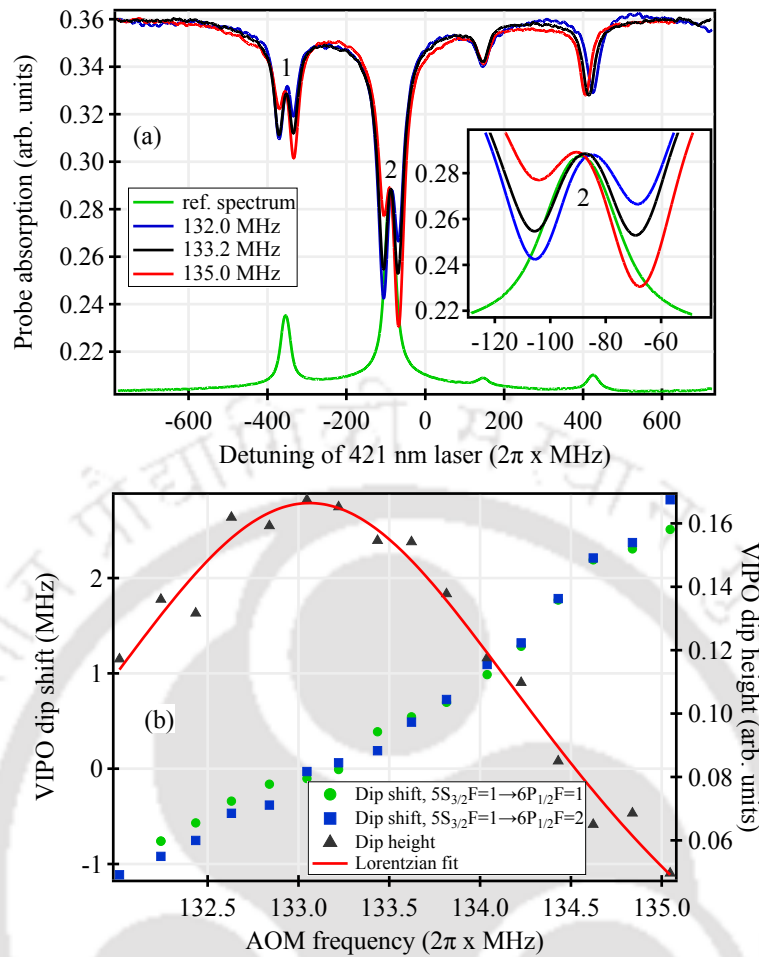 0.36
0.34
0.32
0.30
0.28
0.26
0.24
0.22
Probe absorption (arb. units)
1
(a)
2
ref. spectrum
132.0 MHz
133.2 MHz
135.0 MHz
0.28
0.26
0.24
0.22
2
-120 -100 -80 -60
-600 -400 -200 0 200 400 600
Detuning of 421 nm laser (2π x MHz)
2
1
0
-1
VIPO dip shift (MHz)
(b)
0.16
0.14
0.12
0.10
0.08
0.06
VIPO dip height (arb. units)
Dip shift, 5S3/2F=1→6P1/2F=1
Dip shift, 5S3/2F=1→6P1/2F=2
Dip height
Lorentzian fit
132.5 133.0 133.5 134.0 134.5 135.0
AOM frequency (2π x MHz)